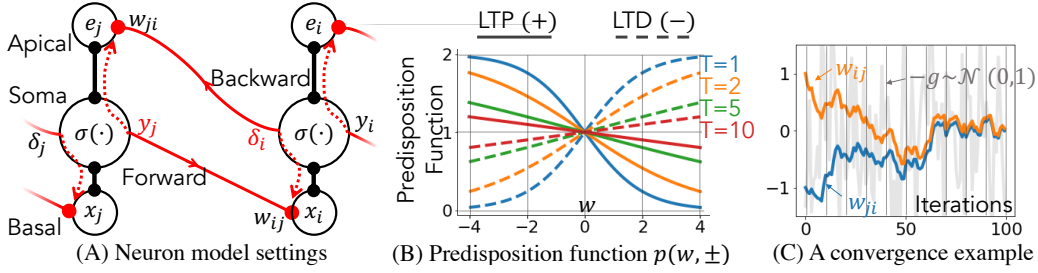 Apical
Soma
Basal
e_j
w_ji
δ_j
σ(·)
y_j
x_j
Backward
Forward
e_i
δ_i
σ(·)
y_i
w_ij
x_i
(A) Neuron model settings
LTP (+) LTD (−)
Predisposition
Function
2
1
0
T=1
T=2
T=5
T=10
w
−4 −2 0 2 4
(B) Predisposition function p(w, ±)
1
0
−1
w_ij
−g~𝒩 (0,1)
w_ji
Iterations
0 50 100
(C) A convergence example